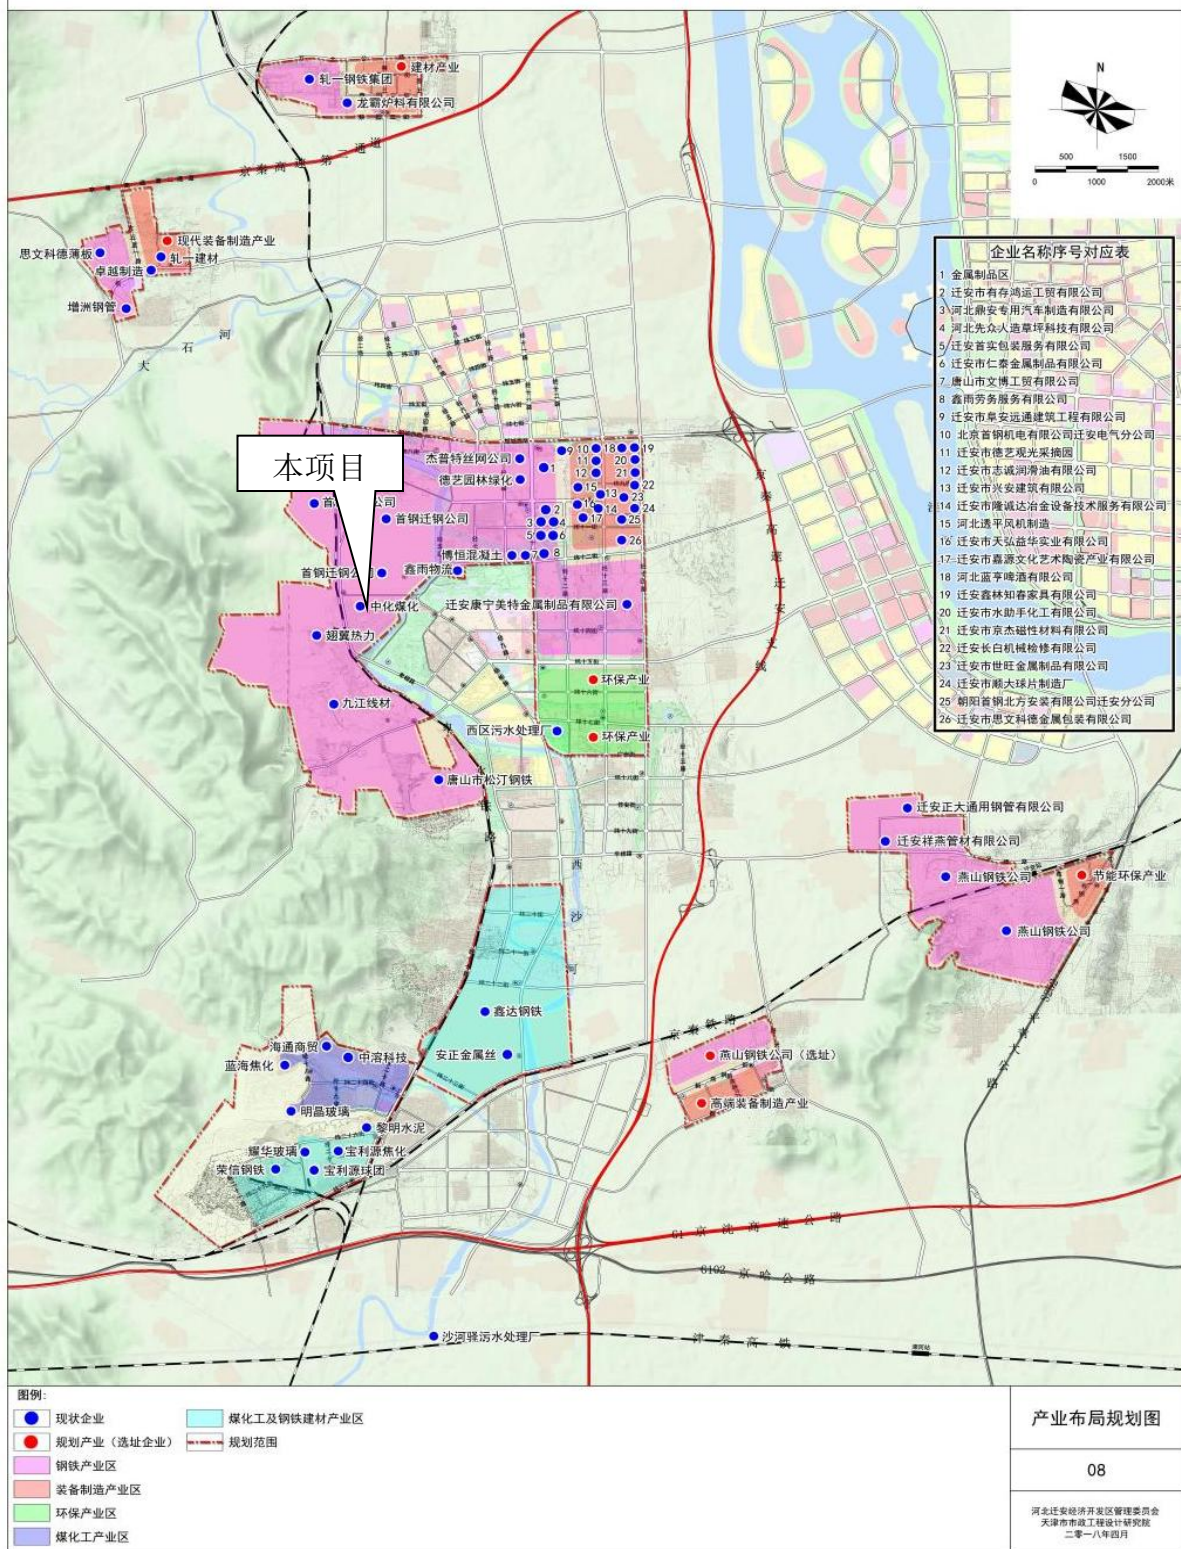 轧一钢铁集团
建材产业
龙霸炉料有限公司
京秦高速第二通道
N
500 1500
0 1000 2000米
思文科德薄板
现代装备制造产业
轧一建材
卓越制造
增洲钢管
大石河
企业名称序号对应表
1 金属制品区
2 迁安市有存鸿运工贸有限公司
3 河北鼎安专用汽车制造有限公司
4 河北先众人造草坪科技有限公司
5 迁安首实包装服务有限公司
6 迁安市仁泰金属制品有限公司
7 唐山市文博工贸有限公司
8 鑫雨劳务服务有限公司
9 迁安市阜安远通建筑工程有限公司
10 北京首钢机电有限公司迁安电气分公司
11 迁安市德艺观光采摘园
12 迁安市志诚润滑油有限公司
13 迁安市兴安建筑有限公司
14 迁安市隆诚达冶金设备技术服务有限公司
15 河北透平风机制造
16 迁安市天弘益华实业有限公司
17 迁安市嘉源文化艺术陶瓷产业有限公司
18 河北蓝亨啤酒有限公司
19 迁安鑫林知春家具有限公司
20 迁安市水助手化工有限公司
21 迁安市京杰磁性材料有限公司
22 迁安长白机械检修有限公司
23 迁安市世旺金属制品有限公司
24 迁安市顺大球片制造厂
25 朝阳首钢北方安装有限公司迁安分公司
26 迁安市思文科德金属包装有限公司
本项目
杰普特丝网公司
德艺园林绿化
首钢迁钢公司
博恒混凝土
首钢迁钢公司
鑫雨物流
中化煤化
迁安康宁美特金属制品有限公司
翅翼热力
京秦高速迁安支线
环保产业
九江线材
西区污水处理厂
环保产业
唐山市松汀钢铁
西沙河
迁安正大通用钢管有限公司
迁安祥燕管材有限公司
燕山钢铁公司
节能环保产业
燕山钢铁公司
鑫达钢铁
安正金属丝
京秦铁路
燕山钢铁公司（选址）
高端装备制造产业
平青大公路
海通商贸
中溶科技
蓝海焦化
明晶玻璃
黎明水泥
耀华玻璃
宝利源焦化
荣信钢铁
宝利源球团
G1 京沈高速公路
G102 京哈公路
沙河驿污水处理厂
津秦高铁
图例：
现状企业
煤化工及钢铁建材产业区
规划产业（选址企业）
规划范围
钢铁产业区
装备制造产业区
环保产业区
煤化工产业区
产业布局规划图
08
河北迁安经济开发区管理委员会
天津市市政工程设计研究院
二零一八年四月